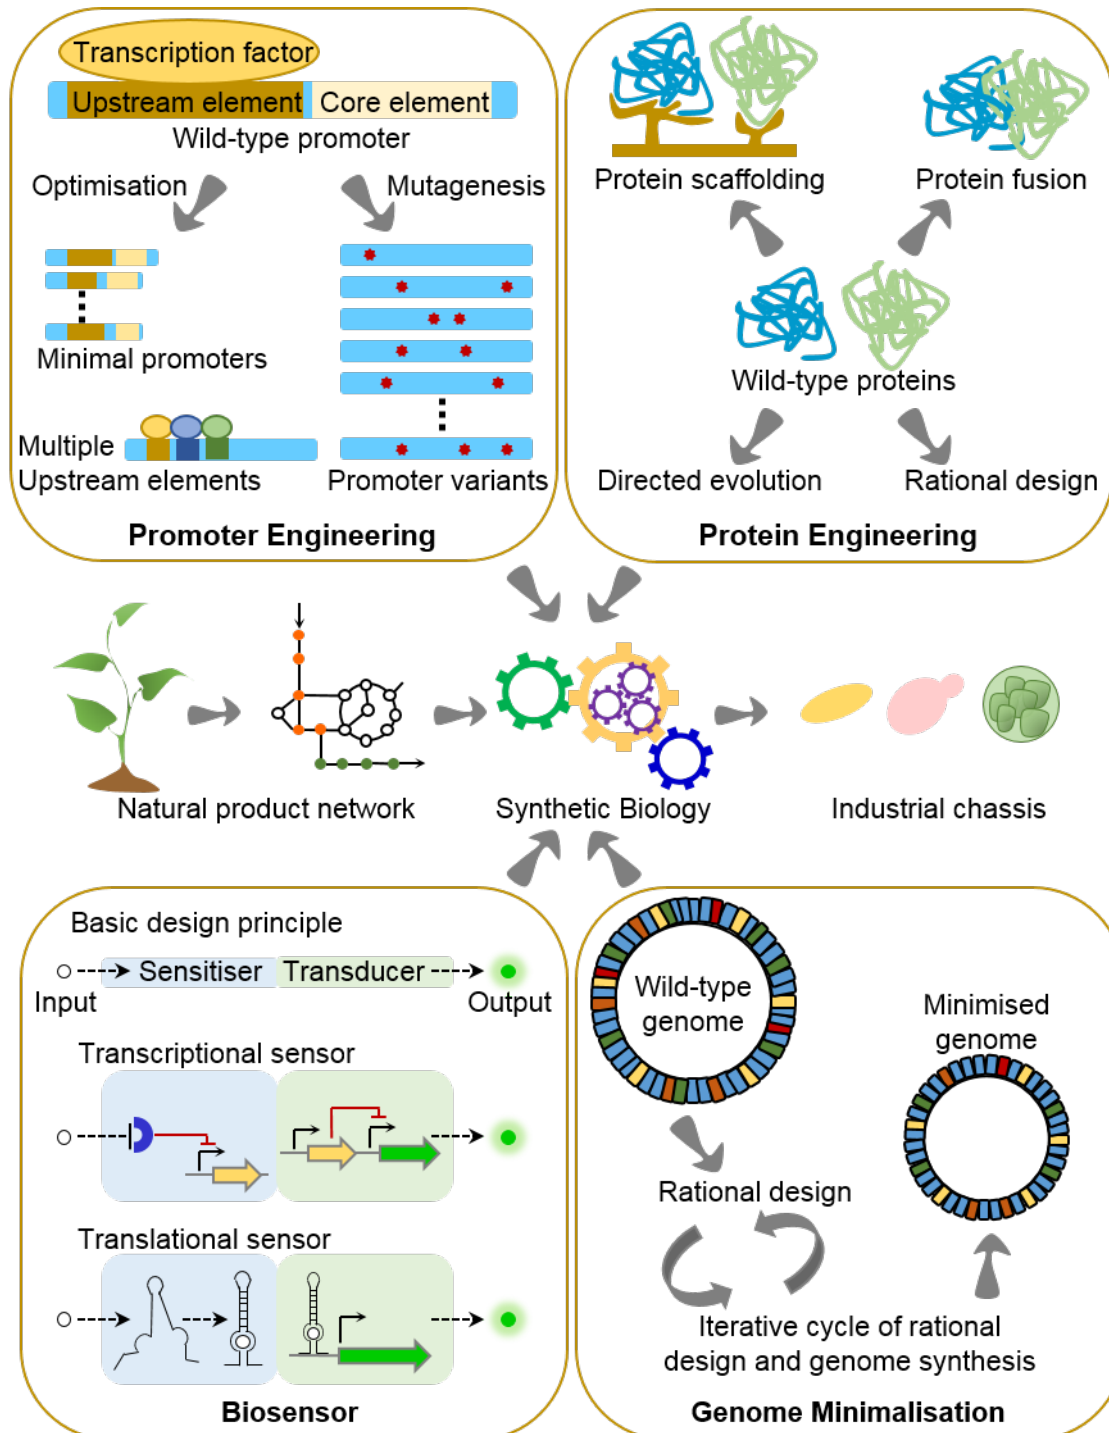 Transcription factor
Upstream element
Core element
Wild-type promoter
Optimisation
Mutagenesis
Minimal promoters
Multiple
Upstream elements
Promoter variants
Promoter Engineering
Protein scaffolding
Protein fusion
Wild-type proteins
Directed evolution
Rational design
Protein Engineering
Natural product network
Synthetic Biology
Industrial chassis
Basic design principle
Sensitiser
Transducer
Input
Output
Transcriptional sensor
Translational sensor
Biosensor
Wild-type
genome
Minimised
genome
Rational design
Iterative cycle of rational
design and genome synthesis
Genome Minimalisation